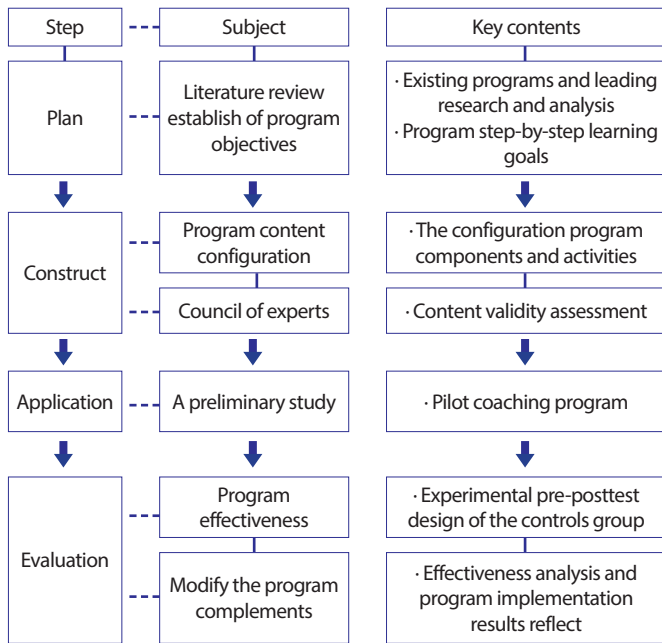 Step
Subject
Key contents
Plan
Literature review
establish of program
objectives
· Existing programs and leading
research and analysis
· Program step-by-step learning
goals
Construct
Program content
configuration
· The configuration program
components and activities
Council of experts
· Content validity assessment
Application
A preliminary study
· Pilot coaching program
Evaluation
Program
effectiveness
· Experimental pre-posttest
design of the controls group
Modify the program
complements
· Effectiveness analysis and
program implementation
results reflect